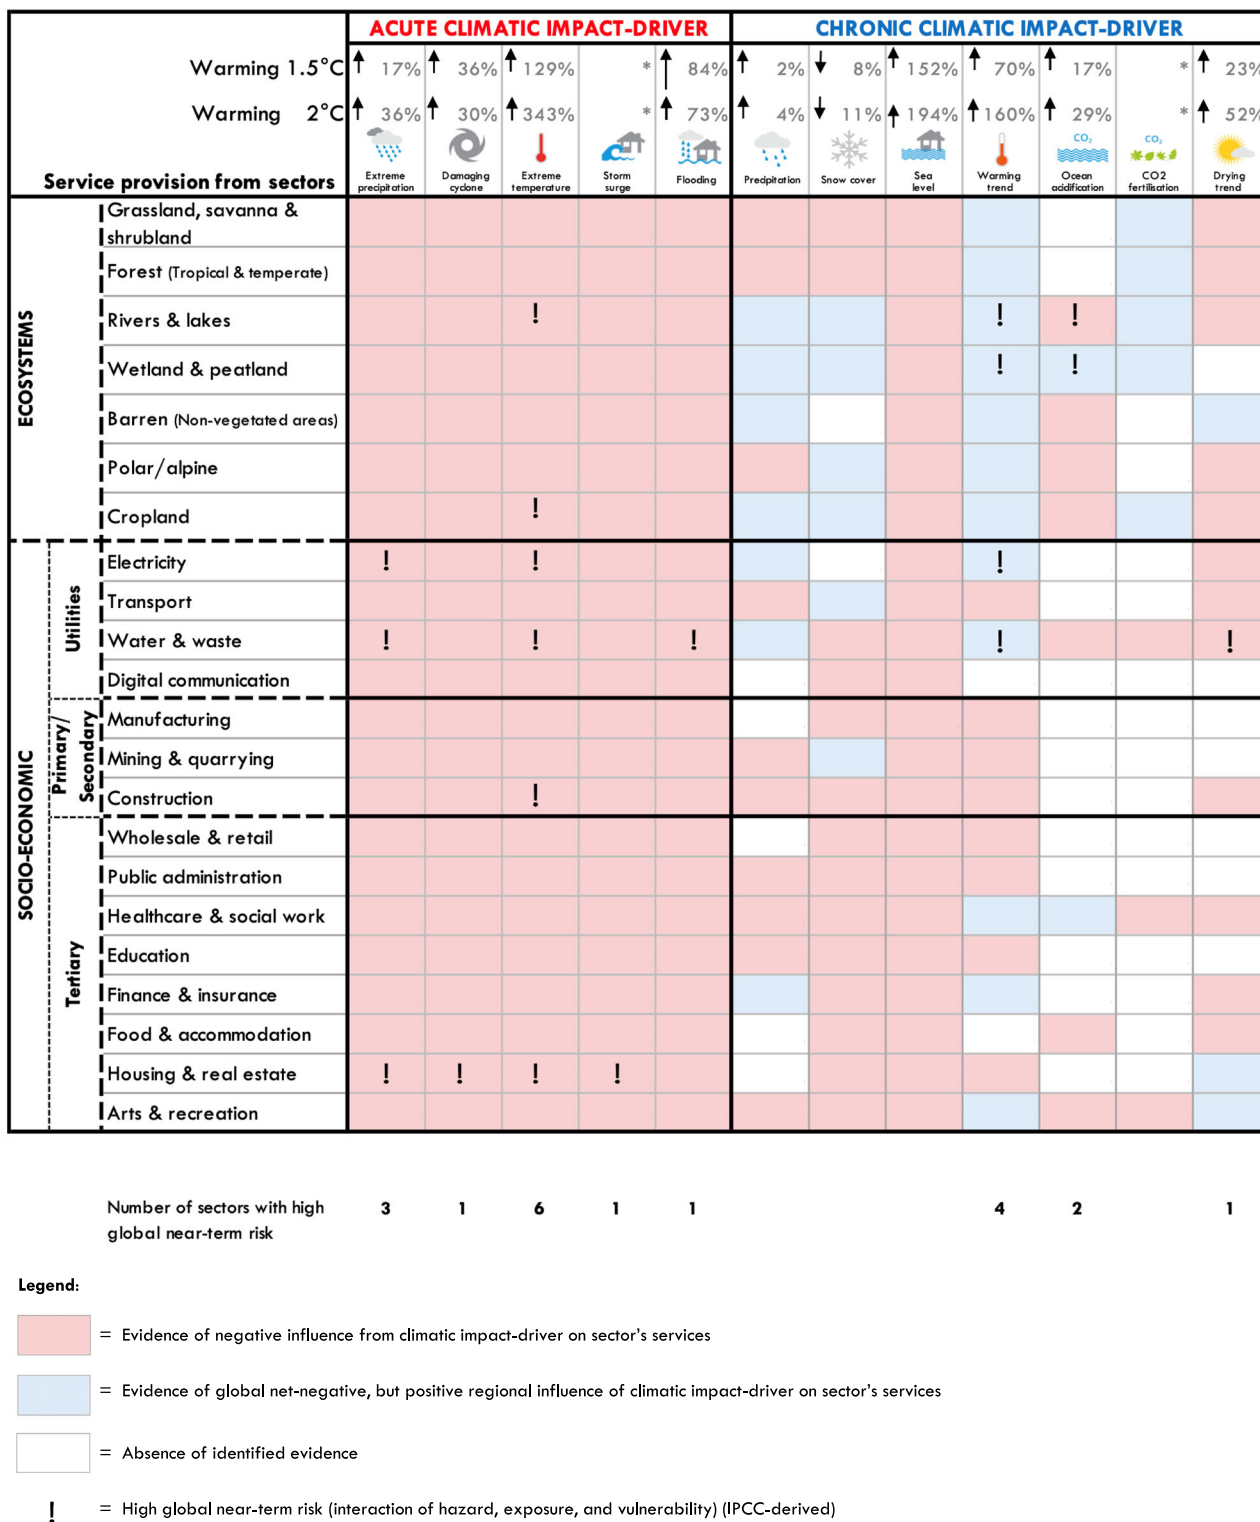 ACUTE CLIMATIC IMPACT-DRIVER CHRONIC CLIMATIC IMPACT-DRIVER
Warming 1.5°C 17% 36% 129% * 84% 2% 8% 152% 70% 17% * 23%
Warming 2°C 36% 30% 343% * 73% 4% 11% 194% 160% 29% * 52%
CO₂ CO₂
Service provision from sectors
Extreme precipitation
Damaging cyclone
Extreme temperature
Storm surge
Flooding
Precipitation
Snow cover
Sea level
Warming trend
Ocean acidification
CO2 fertilisation
Drying trend
ECOSYSTEMS
Grassland, savanna &
shrubland
Forest (Tropical & temperate)
Rivers & lakes ! ! !
Wetland & peatland ! !
Barren (Non-vegetated areas)
Polar/alpine
Cropland !
SOCIO-ECONOMIC
Utilities
Electricity ! ! !
Transport
Water & waste ! ! ! ! !
Digital communication
Primary/
Secondary
Manufacturing
Mining & quarrying
Construction !
Tertiary
Wholesale & retail
Public administration
Healthcare & social work
Education
Finance & insurance
Food & accommodation
Housing & real estate ! ! ! !
Arts & recreation
Number of sectors with high 3 1 6 1 1 4 2 1
global near-term risk
Legend:
= Evidence of negative influence from climatic impact-driver on sector's services
= Evidence of global net-negative, but positive regional influence of climatic impact-driver on sector's services
= Absence of identified evidence
! = High global near-term risk (interaction of hazard, exposure, and vulnerability) (IPCC-derived)